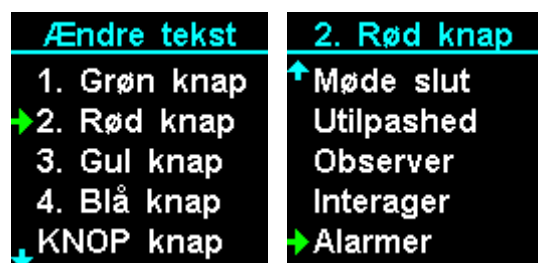 Ændre tekst
1. Grøn knap
2. Rød knap
3. Gul knap
4. Blå knap
KNOP knap
2. Rød knap
Møde slut
Utilpashed
Observer
Interager
Alarmer